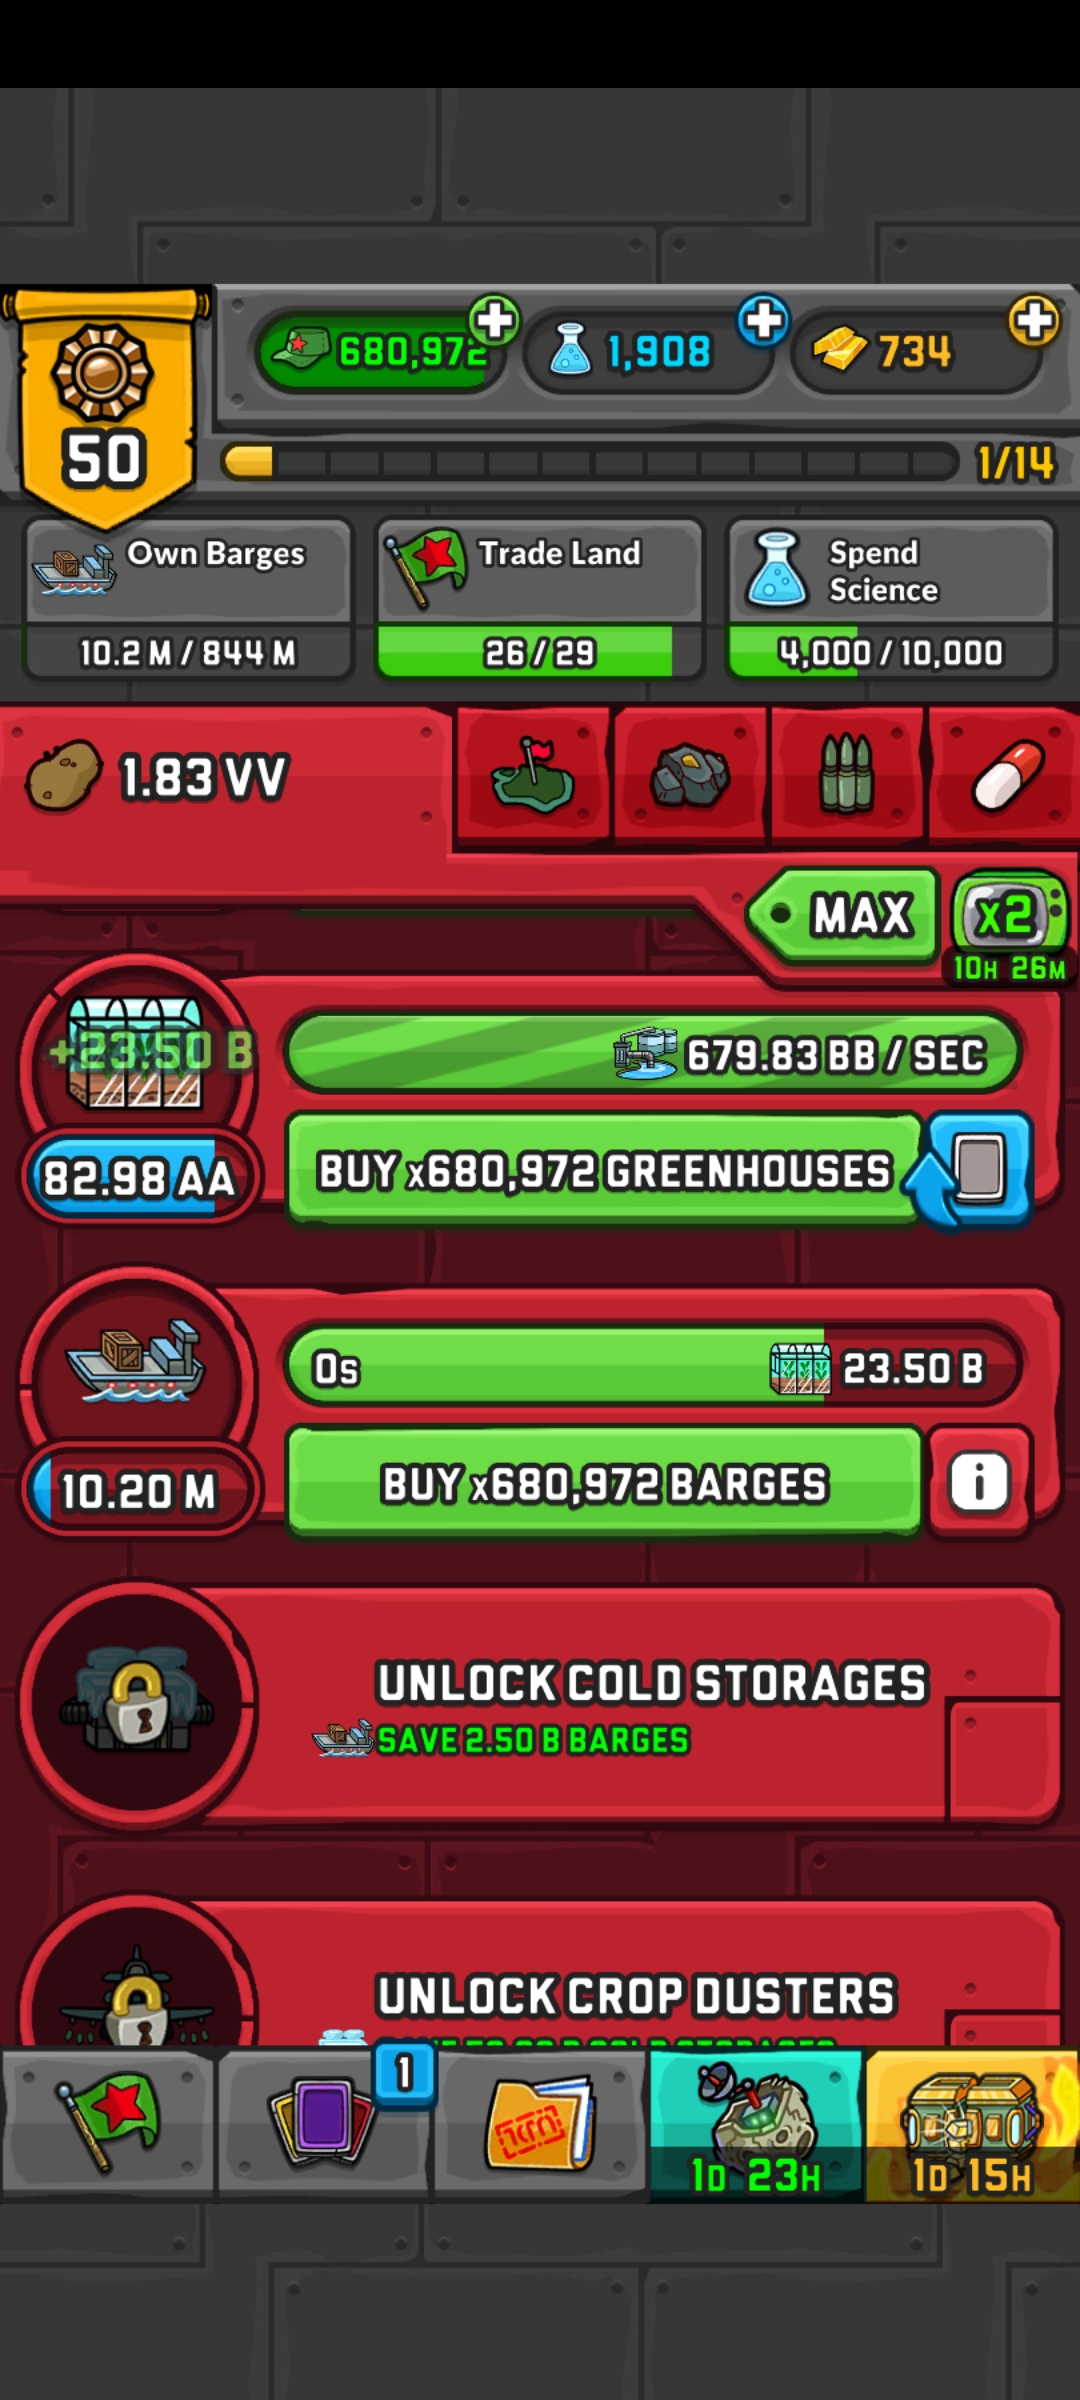 50
680,972
1,908
734
1/14
Own Barges
10.2 M / 844 M
Trade Land
26 / 29
Spend
Science
4,000 / 10,000
1.83 VV
MAX
x2
10H 26M
+23.50 B
679.83 BB / SEC
82.98 AA
BUY x680,972 GREENHOUSES
0s
23.50 B
10.20 M
BUY x680,972 BARGES
i
UNLOCK COLD STORAGES
SAVE 2.50 B BARGES
UNLOCK CROP DUSTERS
1
1D 23H
1D 15H